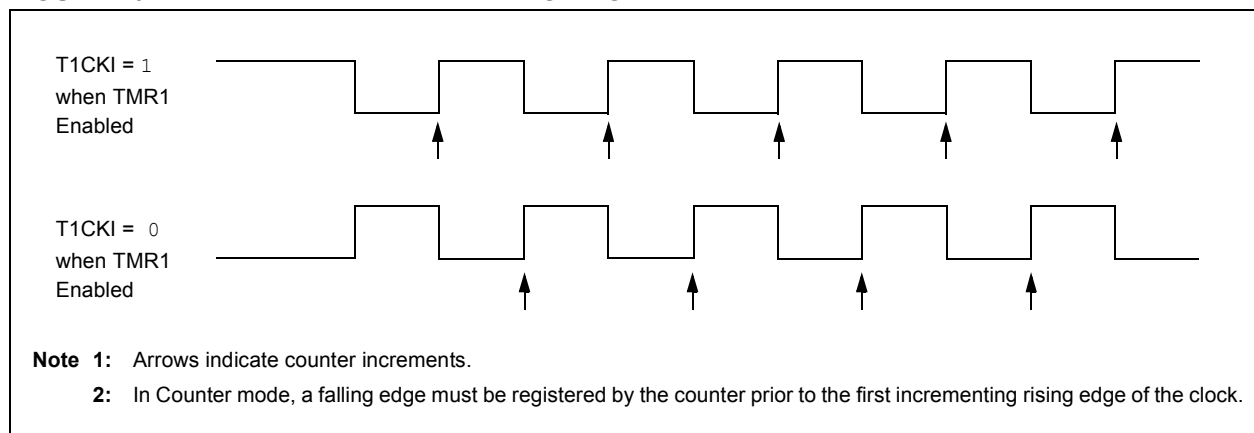 T1CKI = 1
when TMR1
Enabled
T1CKI = 0
when TMR1
Enabled
Note 1: Arrows indicate counter increments.
2: In Counter mode, a falling edge must be registered by the counter prior to the first incrementing rising edge of the clock.